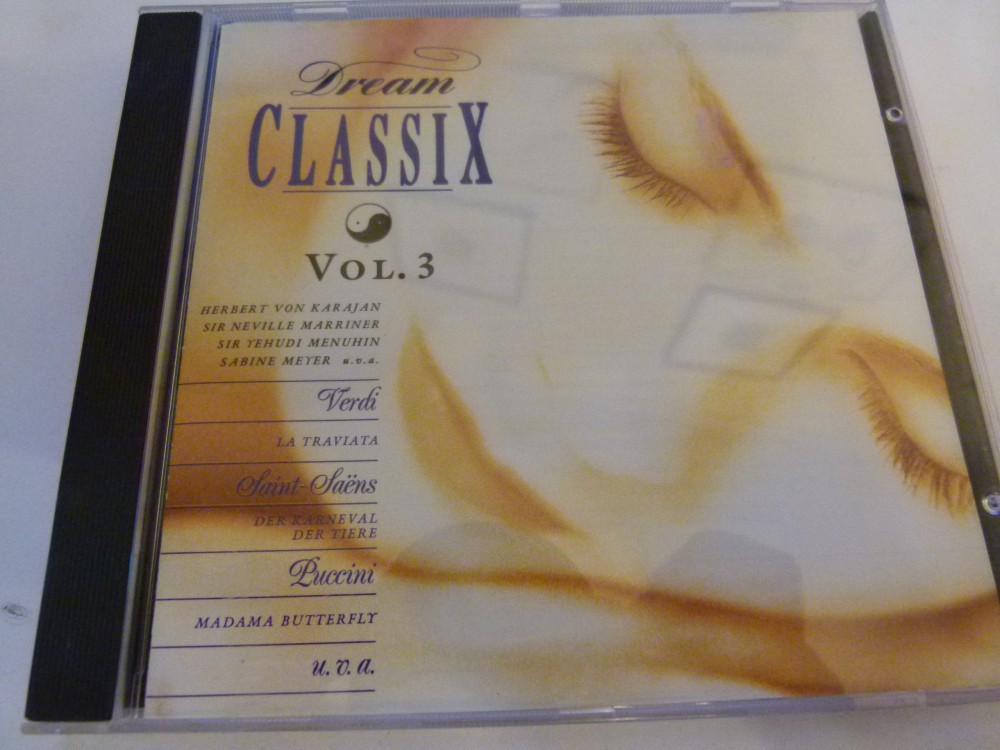 Dream
CLASSIX
VOL. 3
HERBERT VON KARAJAN
SIR NEVILLE MARRINER
SIR YEHUDI MENUHIN
SABINE MEYER u.v.a.
Verdi
LA TRAVIATA
Saint-Saëns
DER KARNEVAL
DER TIERE
Puccini
MADAMA BUTTERFLY
u.v.a.